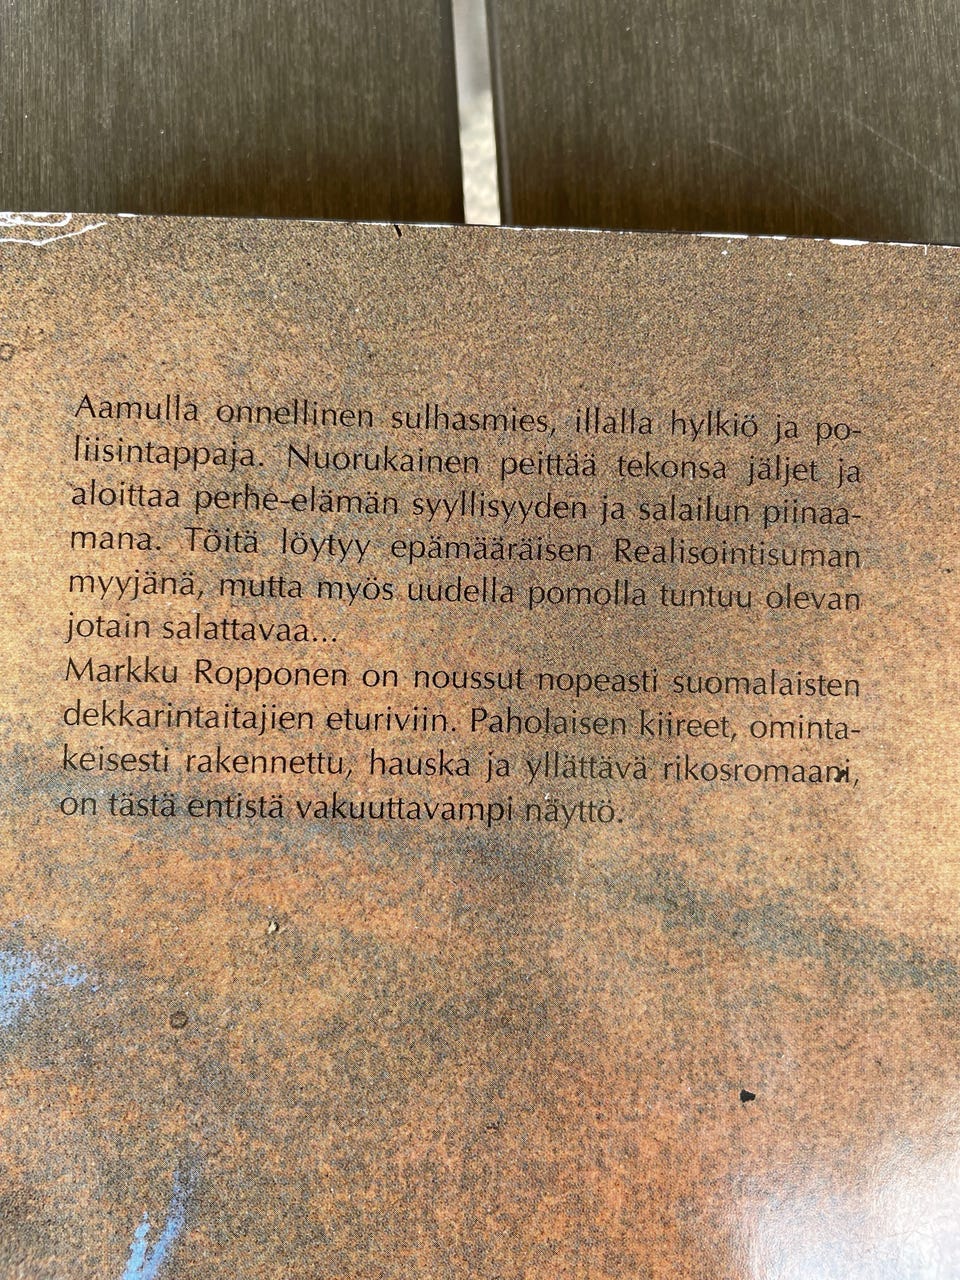 Aamulla onnellinen sulhasmies, illalla hylkiö ja po-
liisintappaja. Nuorukainen peittää tekonsa jäljet ja
aloittaa perhe-elämän syyllisyyden ja salailun piinaa-
mana. Töitä löytyy epämääräisen Realisointisuman
myyjänä, mutta myös uudella pomolla tuntuu olevan
jotain salattavaa...
Markku Ropponen on noussut nopeasti suomalaisten
dekkarintaitajien eturiviin. Paholaisen kiireet, ominta-
keisesti rakennettu, hauska ja yllättävä rikosromaani,
on tästä entistä vakuuttavampi näyttö.